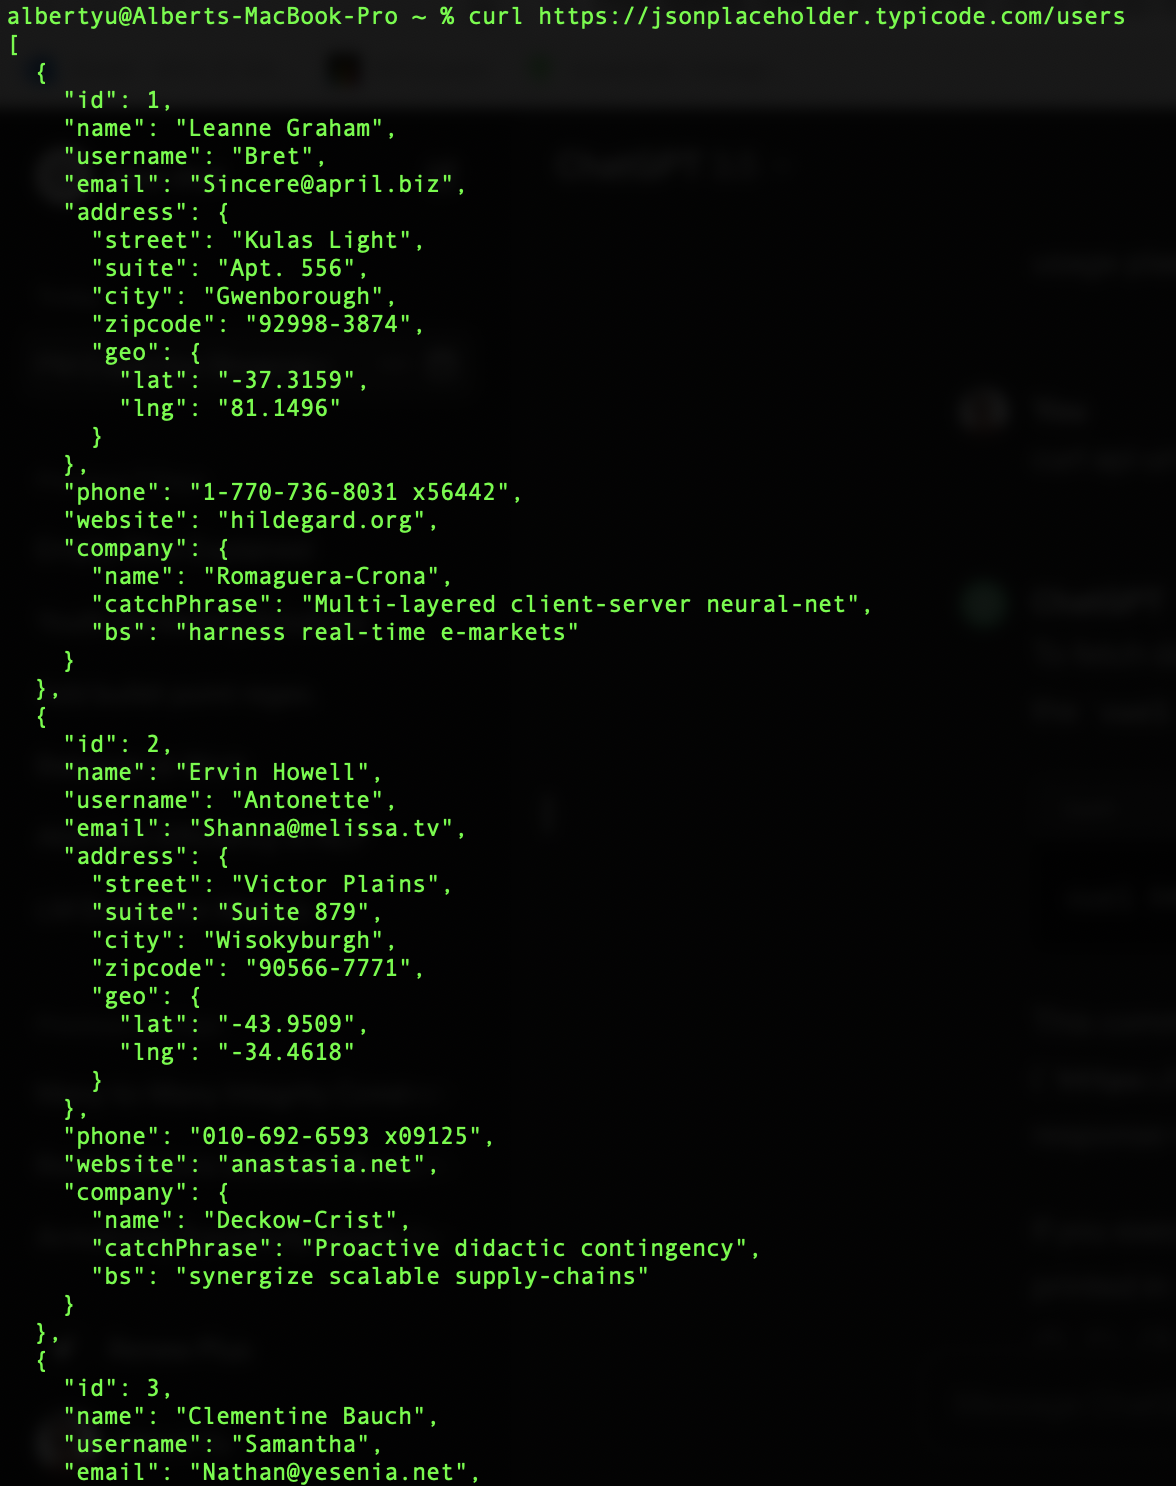 albertyu@Alberts-MacBook-Pro ~ % curl https://jsonplaceholder.typicode.com/users
[
  {
    "id": 1,
    "name": "Leanne Graham",
    "username": "Bret",
    "email": "Sincere@april.biz",
    "address": {
      "street": "Kulas Light",
      "suite": "Apt. 556",
      "city": "Gwenborough",
      "zipcode": "92998-3874",
      "geo": {
        "lat": "-37.3159",
        "lng": "81.1496"
      }
    },
    "phone": "1-770-736-8031 x56442",
    "website": "hildegard.org",
    "company": {
      "name": "Romaguera-Crona",
      "catchPhrase": "Multi-layered client-server neural-net",
      "bs": "harness real-time e-markets"
    }
  },
  {
    "id": 2,
    "name": "Ervin Howell",
    "username": "Antonette",
    "email": "Shanna@melissa.tv",
    "address": {
      "street": "Victor Plains",
      "suite": "Suite 879",
      "city": "Wisokyburgh",
      "zipcode": "90566-7771",
      "geo": {
        "lat": "-43.9509",
        "lng": "-34.4618"
      }
    },
    "phone": "010-692-6593 x09125",
    "website": "anastasia.net",
    "company": {
      "name": "Deckow-Crist",
      "catchPhrase": "Proactive didactic contingency",
      "bs": "synergize scalable supply-chains"
    }
  },
  {
    "id": 3,
    "name": "Clementine Bauch",
    "username": "Samantha",
    "email": "Nathan@yesenia.net",